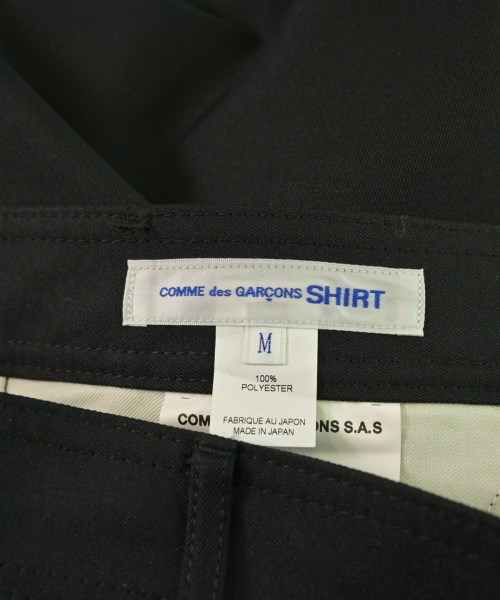 COMME des GARÇONS SHIRT
M
100%
POLYESTER
FABRIQUE AU JAPON
MADE IN JAPAN
COM ONS S.A.S